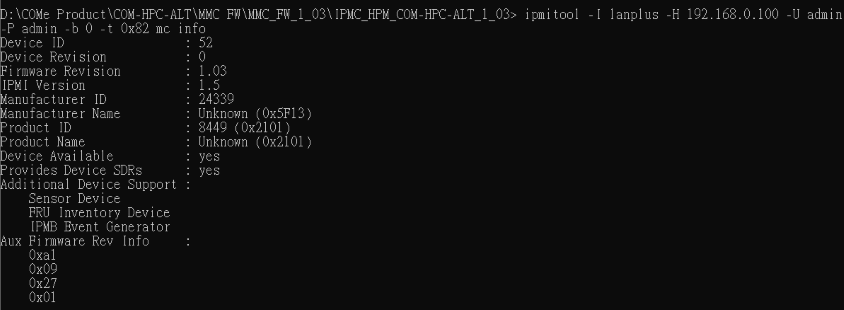 D:\COMe Product\COM-HPC-ALT\MMC FW\MMC_FW_1_03\IPMC_HPM_COM-HPC-ALT_1_03> ipmitool -I lanplus -H 192.168.0.100 -U admin
-P admin -b 0 -t 0x82 mc info
Device ID                 : 52
Device Revision           : 0
Firmware Revision         : 1.03
IPMI Version              : 1.5
Manufacturer ID           : 24339
Manufacturer Name         : Unknown (0x5F13)
Product ID                : 8449 (0x2101)
Product Name              : Unknown (0x2101)
Device Available          : yes
Provides Device SDRs      : yes
Additional Device Support :
    Sensor Device
    FRU Inventory Device
    IPMB Event Generator
Aux Firmware Rev Info     :
    0xa1
    0x09
    0x27
    0x01